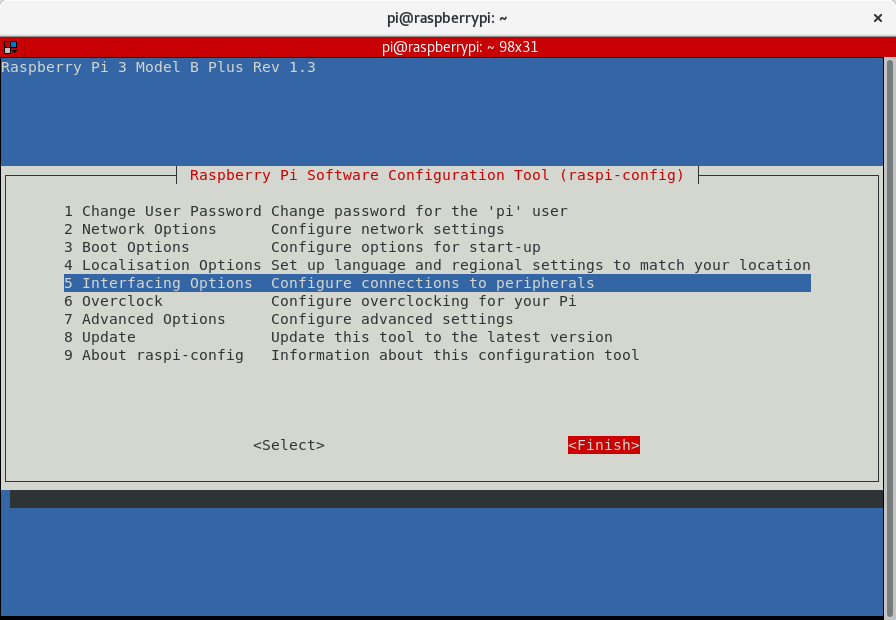 pi@raspberrypi: ~
pi@raspberrypi: ~ 98x31
Raspberry Pi 3 Model B Plus Rev 1.3
Raspberry Pi Software Configuration Tool (raspi-config)
1 Change User Password Change password for the 'pi' user
2 Network Options Configure network settings
3 Boot Options Configure options for start-up
4 Localisation Options Set up language and regional settings to match your location
5 Interfacing Options Configure connections to peripherals
6 Overclock Configure overclocking for your Pi
7 Advanced Options Configure advanced settings
8 Update Update this tool to the latest version
9 About raspi-config Information about this configuration tool
<Select> <Finish>